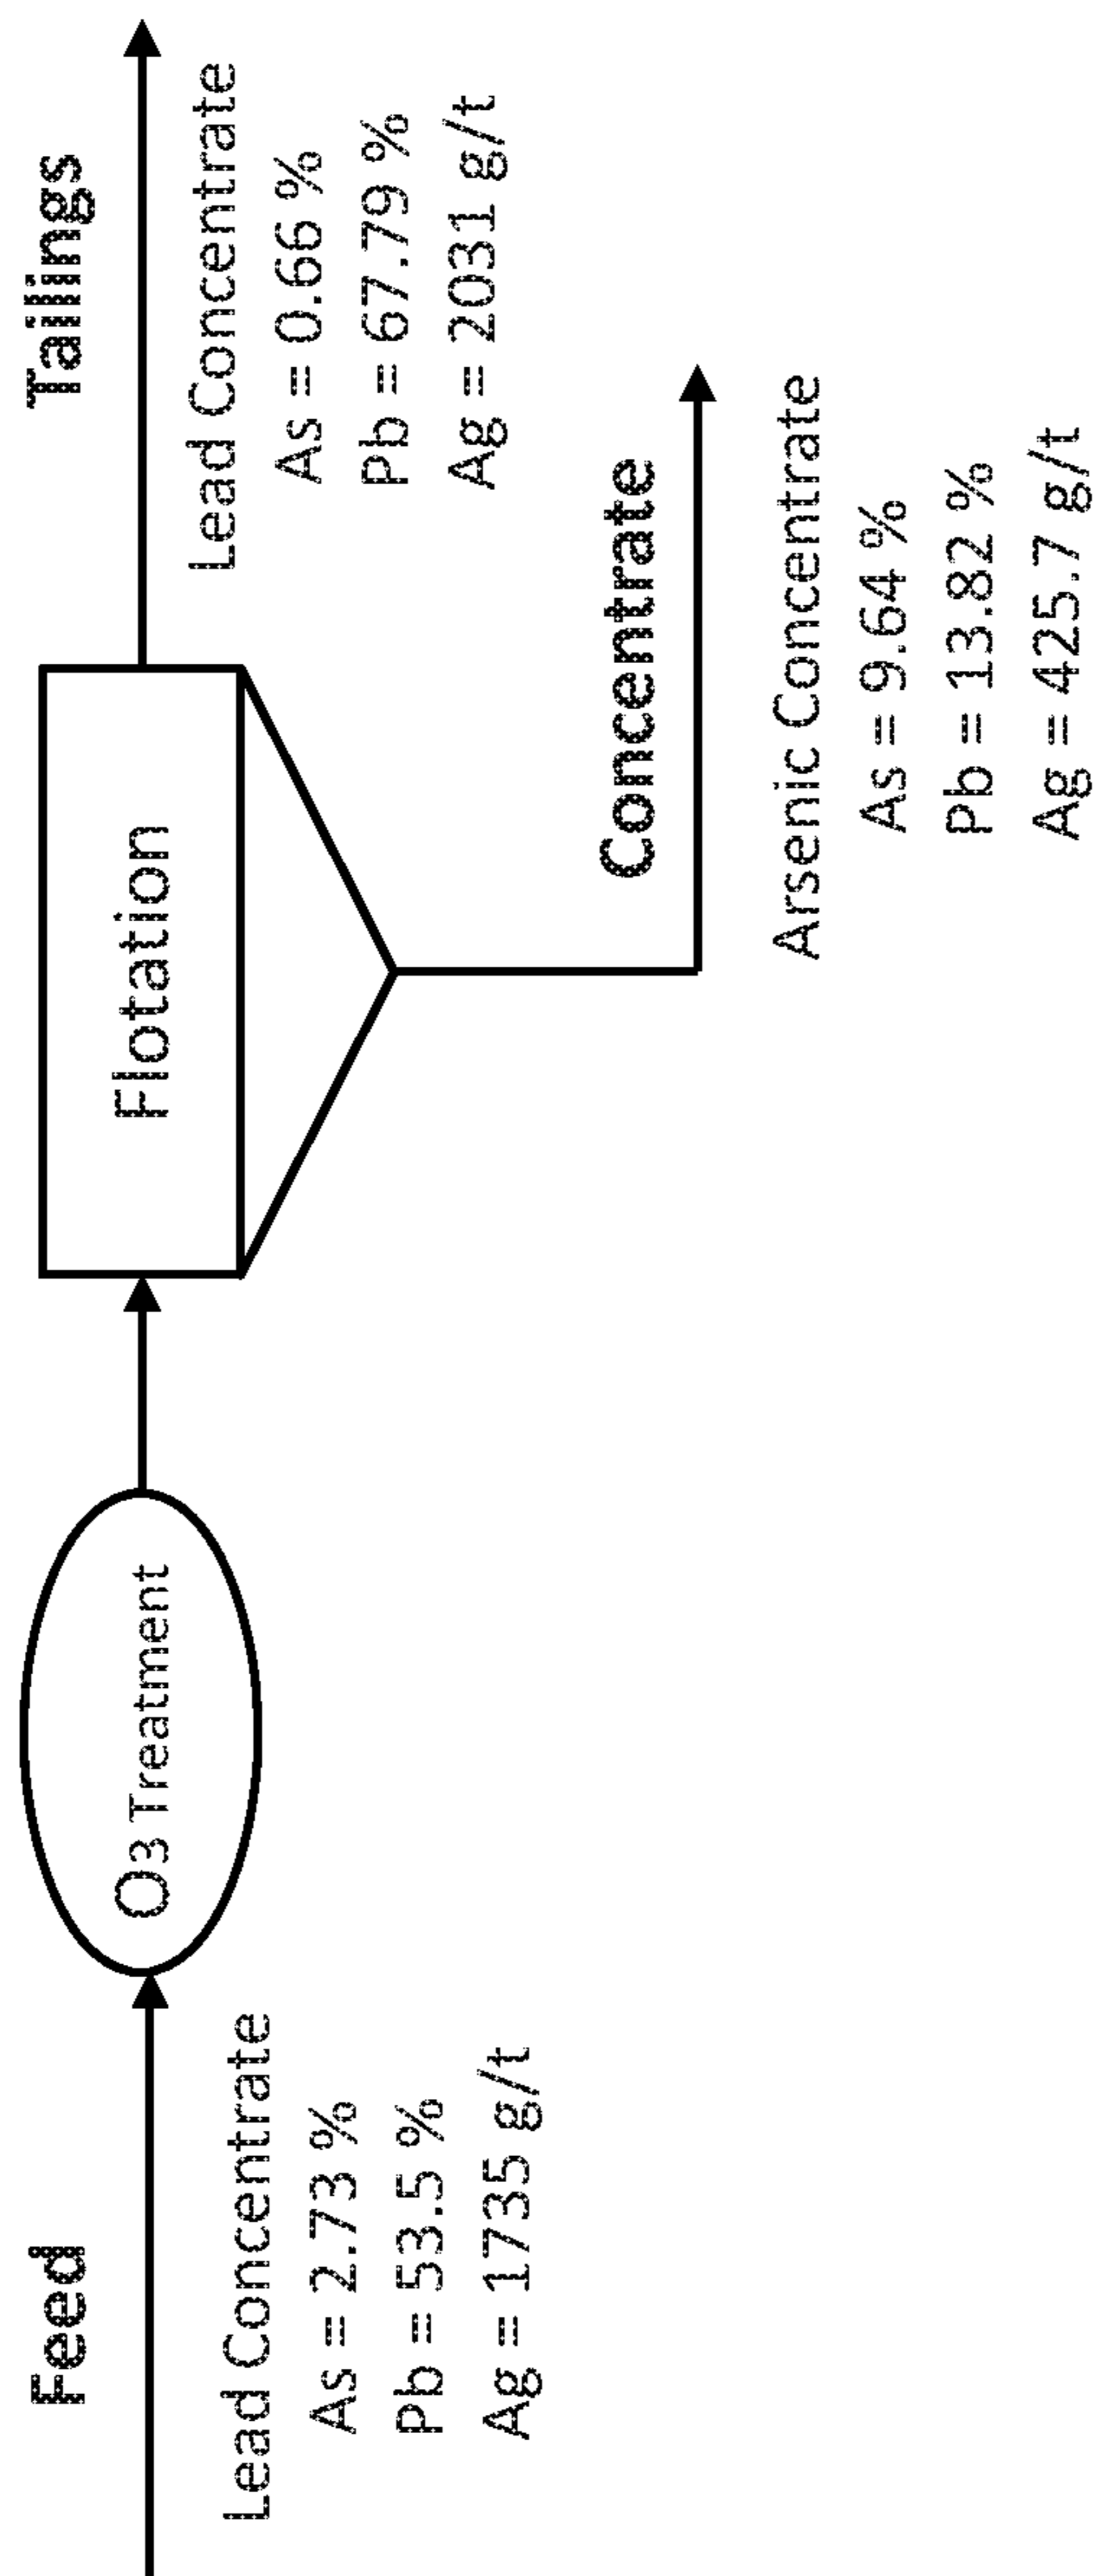 Feed
Lead Concentrate
As = 2.73 %
Pb = 53.5 %
Ag = 1735 g/t
O3 Treatment
Flotation
Tailings
Lead Concentrate
As = 0.66 %
Pb = 67.79 %
Ag = 2031 g/t
Concentrate
Arsenic Concentrate
As = 9.64 %
Pb = 13.82 %
Ag = 425.7 g/t